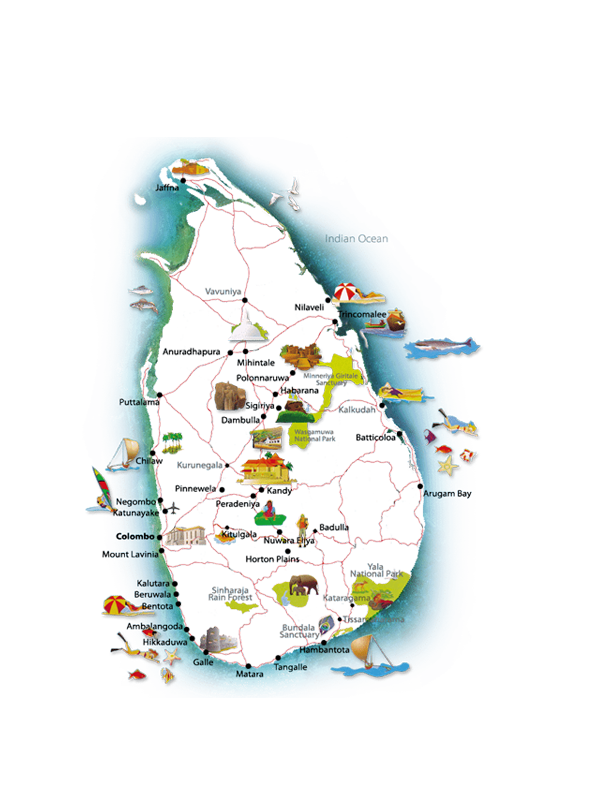 Jaffna
Indian Ocean
Vavuniya
Nilaveli
Trincomalee
Anuradhapura
Mihintale
Polonnaruwa
Minneriya Giritale
Sanctuary
Habarana
Puttalama
Sigiriya
Kalkudah
Dambulla
Wasgamuwa
National Park
Batticoloa
Chilaw
Kurunegala
Pinnewela
Kandy
Arugam Bay
Negombo
Peradeniya
Katunayake
Badulla
Colombo
Kitulgala
Nuwara Eliya
Mount Lavinia
Horton Plains
Yala
National Park
Kalutara
Sinharaja
Rain Forest
Beruwala
Kataragama
Bentota
Ambalangoda
Bundala
Sanctuary
Hikkaduwa
Hambantota
Galle
Tangalle
Matara